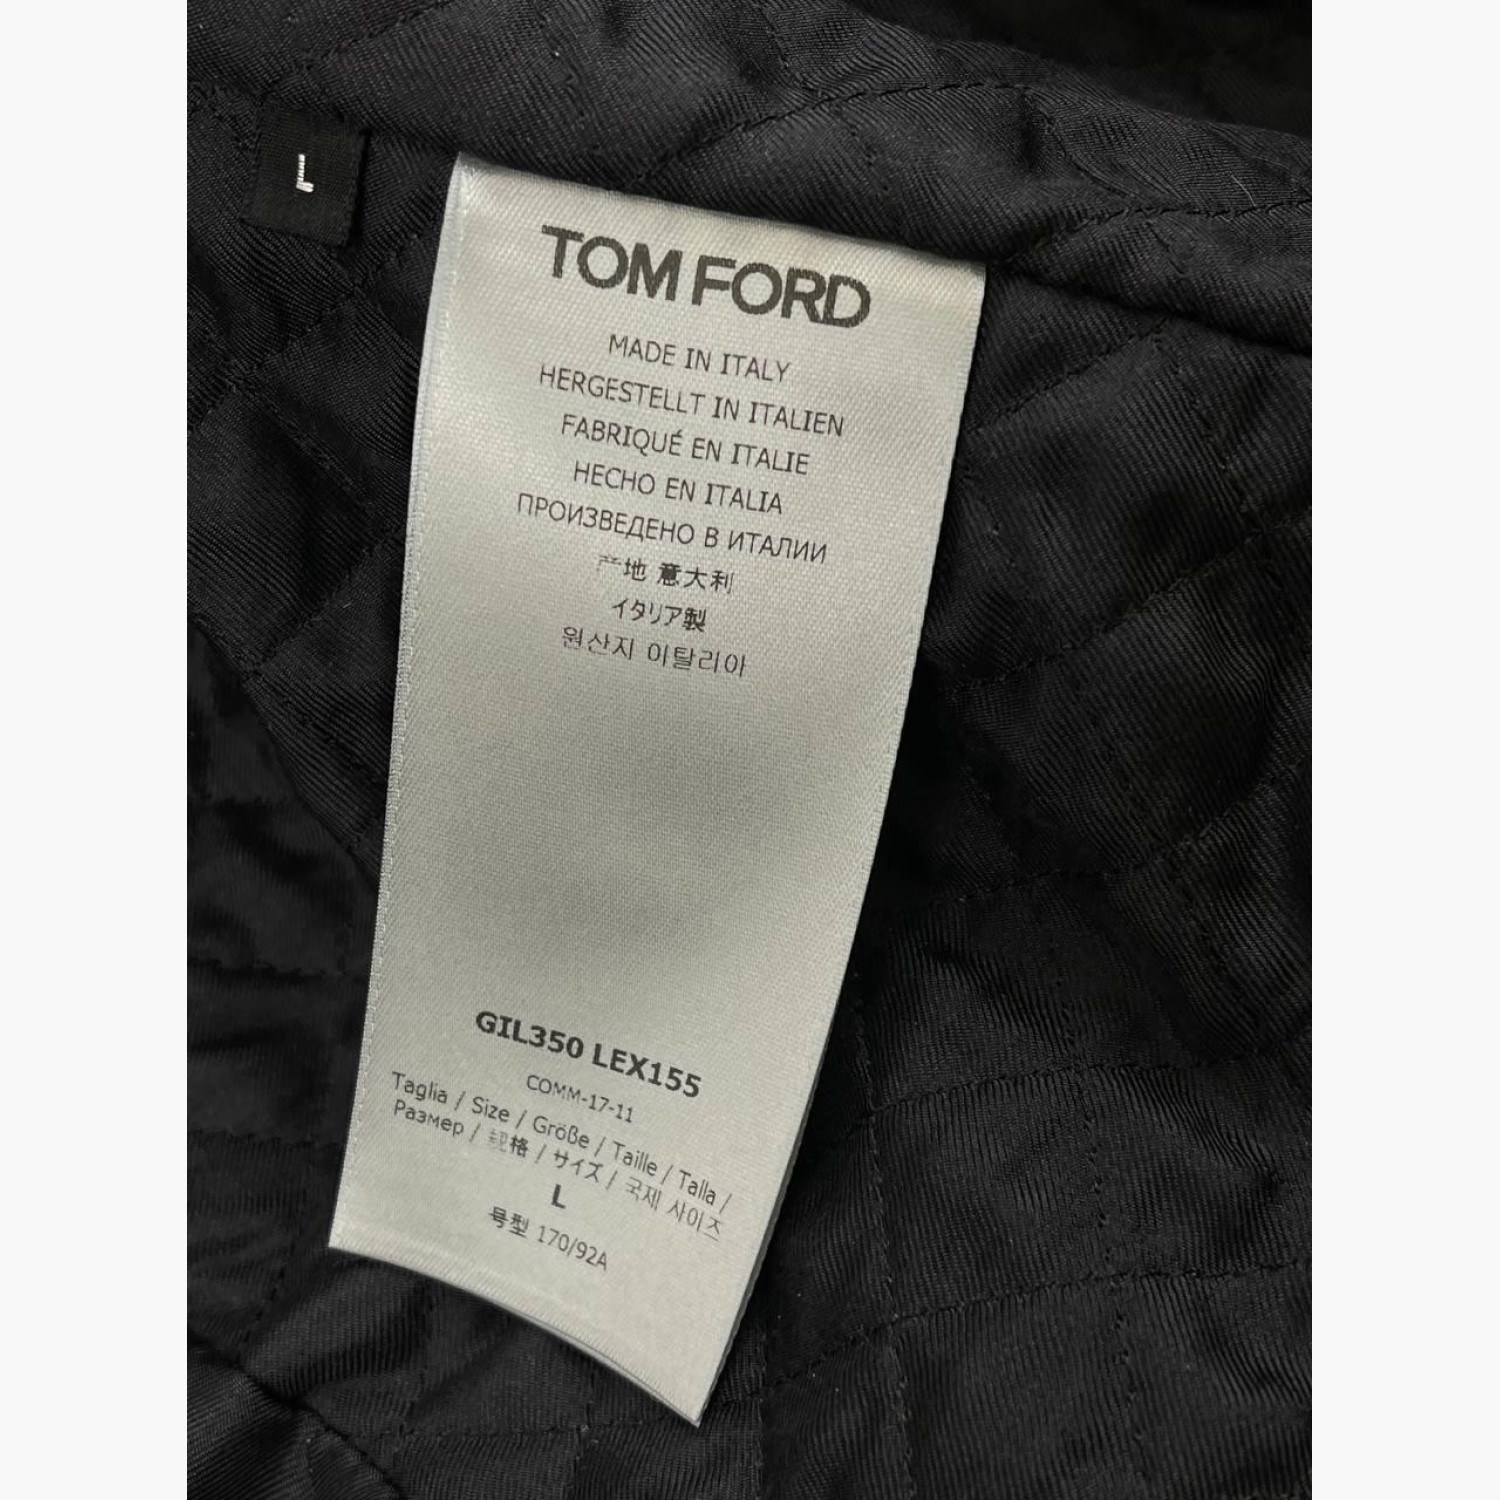 L
TOM FORD
MADE IN ITALY
HERGESTELLT IN ITALIEN
FABRIQUÉ EN ITALIE
HECHO EN ITALIA
ПРОИЗВЕДЕНО В ИТАЛИИ
产地 意大利
イタリア製
원산지 이탈리아
GIL350 LEX155
COMM-17-11
Taglia / Size / Größe / Taille / Talla /
Размер / 规格 / サイズ / 국제 사이즈
L
号型 170/92A